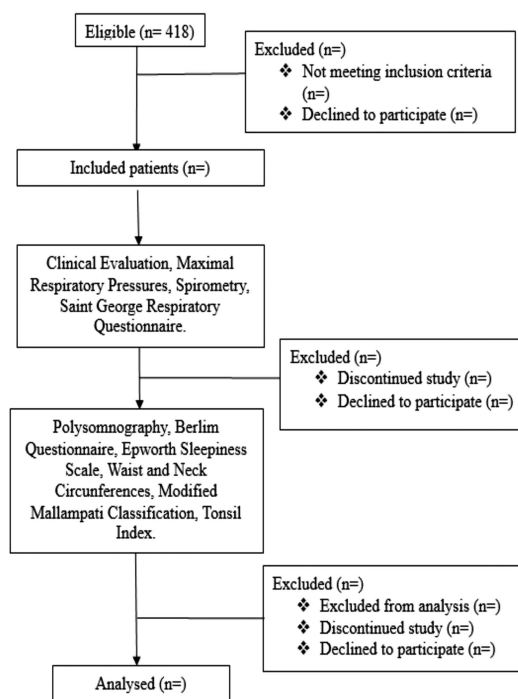 Eligible (n= 418)
Excluded (n=)
❖ Not meeting inclusion criteria
(n=)
❖ Declined to participate (n=)
Included patients (n=)
Clinical Evaluation, Maximal
Respiratory Pressures, Spirometry,
Saint George Respiratory
Questionnaire.
Excluded (n=)
❖ Discontinued study (n=)
❖ Declined to participate (n=)
Polysomnography, Berlim
Questionnaire, Epworth Sleepiness
Scale, Waist and Neck
Circunferences, Modified
Mallampati Classification, Tonsil
Index.
Excluded (n=)
❖ Excluded from analysis (n=)
❖ Discontinued study (n=)
❖ Declined to participate (n=)
Analysed (n=)